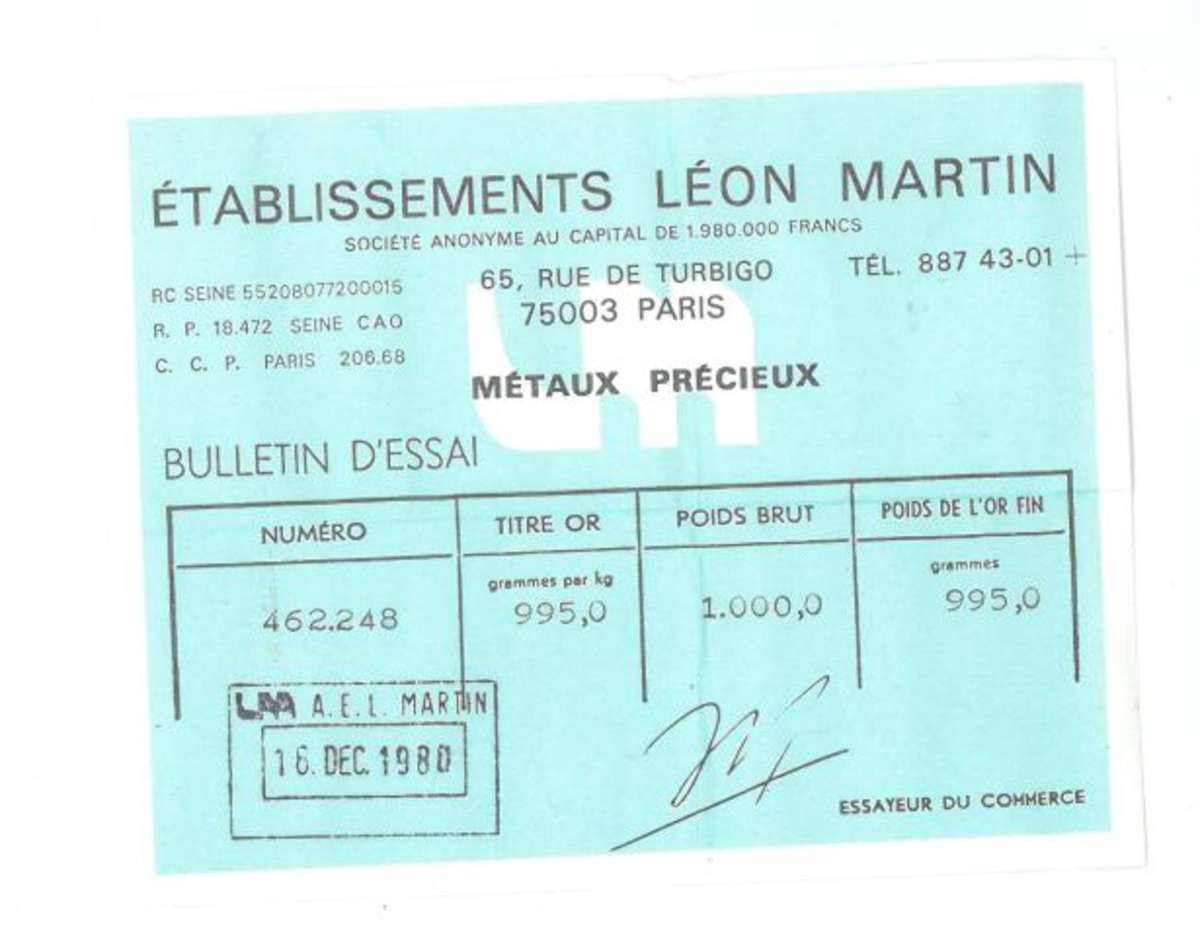 ÉTABLISSEMENTS LÉON MARTIN
SOCIÉTÉ ANONYME AU CAPITAL DE 1.980.000 FRANCS
RC SEINE 55208077200015
R. P. 18.472 SEINE CAO
C. C. P. PARIS 206.68
65, RUE DE TURBIGO
75003 PARIS
TÉL. 887 43-01 +
MÉTAUX PRÉCIEUX
BULLETIN D'ESSAI
NUMÉRO TITRE OR POIDS BRUT POIDS DE L'OR FIN
grammes par kg grammes
462.248 995,0 1.000,0 995,0
LM A.E.L. MARTIN
16. DEC. 1980
ESSAYEUR DU COMMERCE